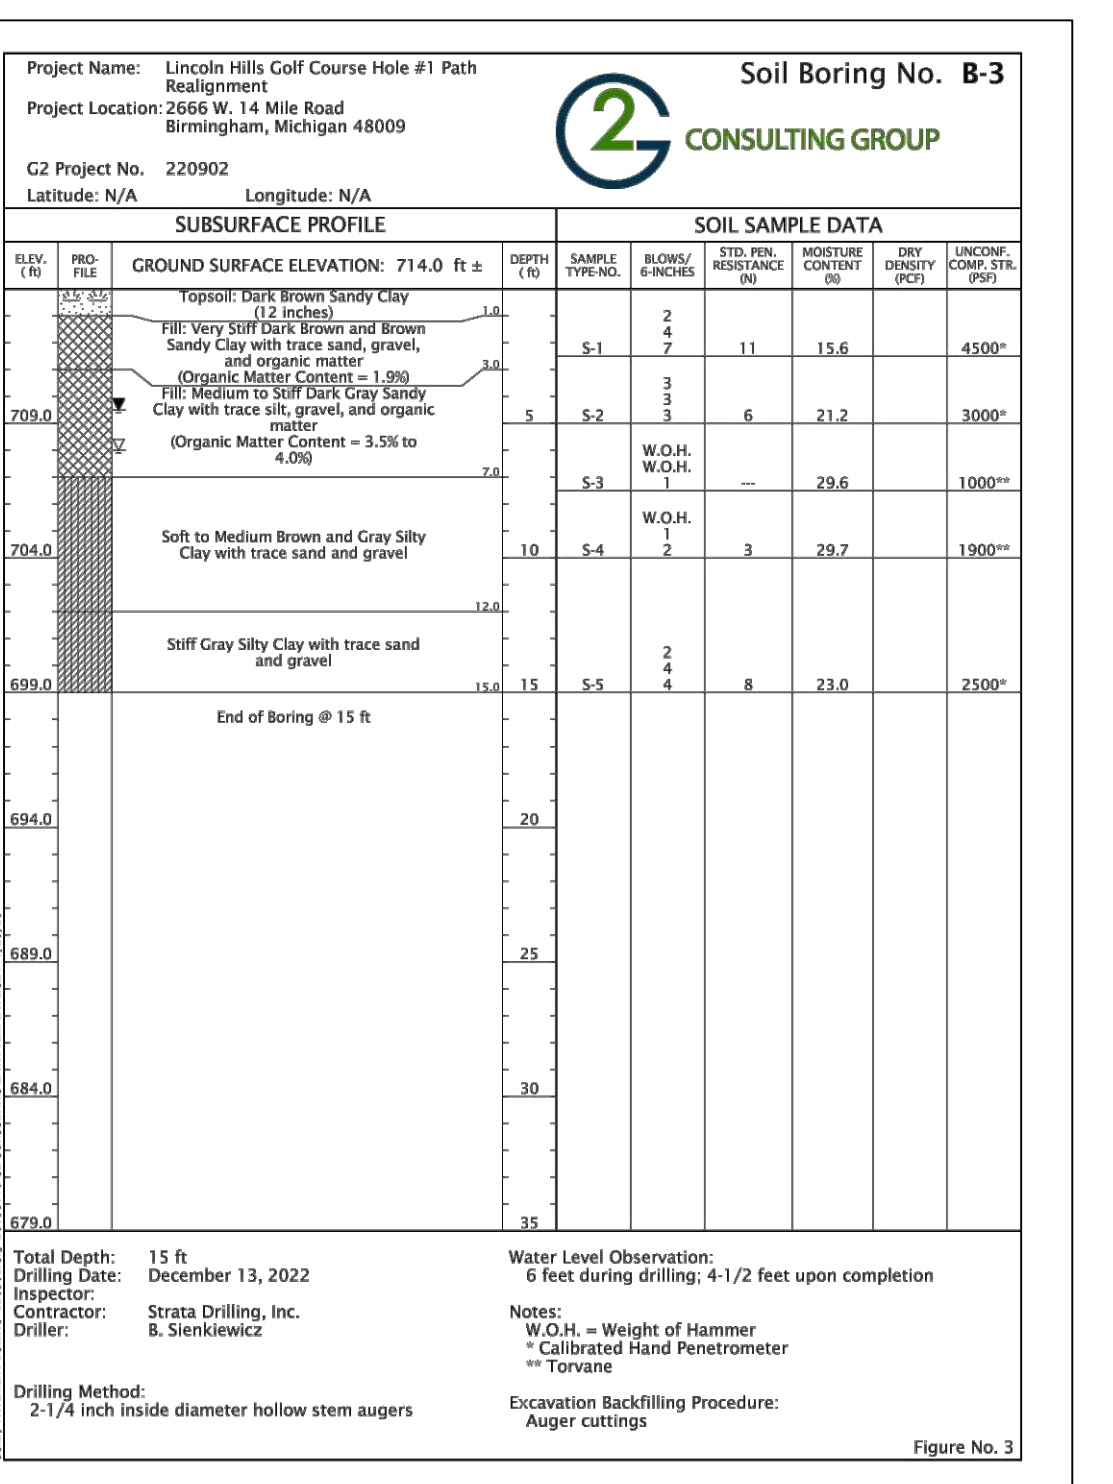 Project Name: Lincoln Hills Golf Course Hole #1 Path
Realignment
Project Location: 2666 W. 14 Mile Road
Birmingham, Michigan 48009
G2 Project No. 220902
Latitude: N/A Longitude: N/A
G2 CONSULTING GROUP
Soil Boring No. B-3
SUBSURFACE PROFILE
SOIL SAMPLE DATA
ELEV. (ft)
PRO-FILE
GROUND SURFACE ELEVATION: 714.0 ft ±
DEPTH (ft)
SAMPLE TYPE-NO.
BLOWS/ 6-INCHES
STD. PEN. RESISTANCE (N)
MOISTURE CONTENT (%)
DRY DENSITY (PCF)
UNCONF. COMP. STR. (PSF)
Topsoil: Dark Brown Sandy Clay
(12 inches)
1.0
Fill: Very Stiff Dark Brown and Brown
Sandy Clay with trace sand, gravel,
and organic matter
(Organic Matter Content = 1.9%)
3.0
2
4
S-1 7 11 15.6 4500*
Fill: Medium to Stiff Dark Gray Sandy
Clay with trace silt, gravel, and organic
matter
(Organic Matter Content = 3.5% to
4.0%)
7.0
3
3
709.0 5 S-2 3 6 21.2 3000*
W.O.H.
W.O.H.
S-3 1 --- 29.6 1000**
Soft to Medium Brown and Gray Silty
Clay with trace sand and gravel
W.O.H.
1
704.0 10 S-4 2 3 29.7 1900**
12.0
Stiff Gray Silty Clay with trace sand
and gravel
2
4
699.0 15.0 15 S-5 4 8 23.0 2500*
End of Boring @ 15 ft
694.0 20
689.0 25
684.0 30
679.0 35
Total Depth: 15 ft
Drilling Date: December 13, 2022
Inspector:
Contractor: Strata Drilling, Inc.
Driller: B. Sienkiewicz
Drilling Method:
2-1/4 inch inside diameter hollow stem augers
Water Level Observation:
6 feet during drilling; 4-1/2 feet upon completion
Notes:
W.O.H. = Weight of Hammer
* Calibrated Hand Penetrometer
** Torvane
Excavation Backfilling Procedure:
Auger cuttings
Figure No. 3